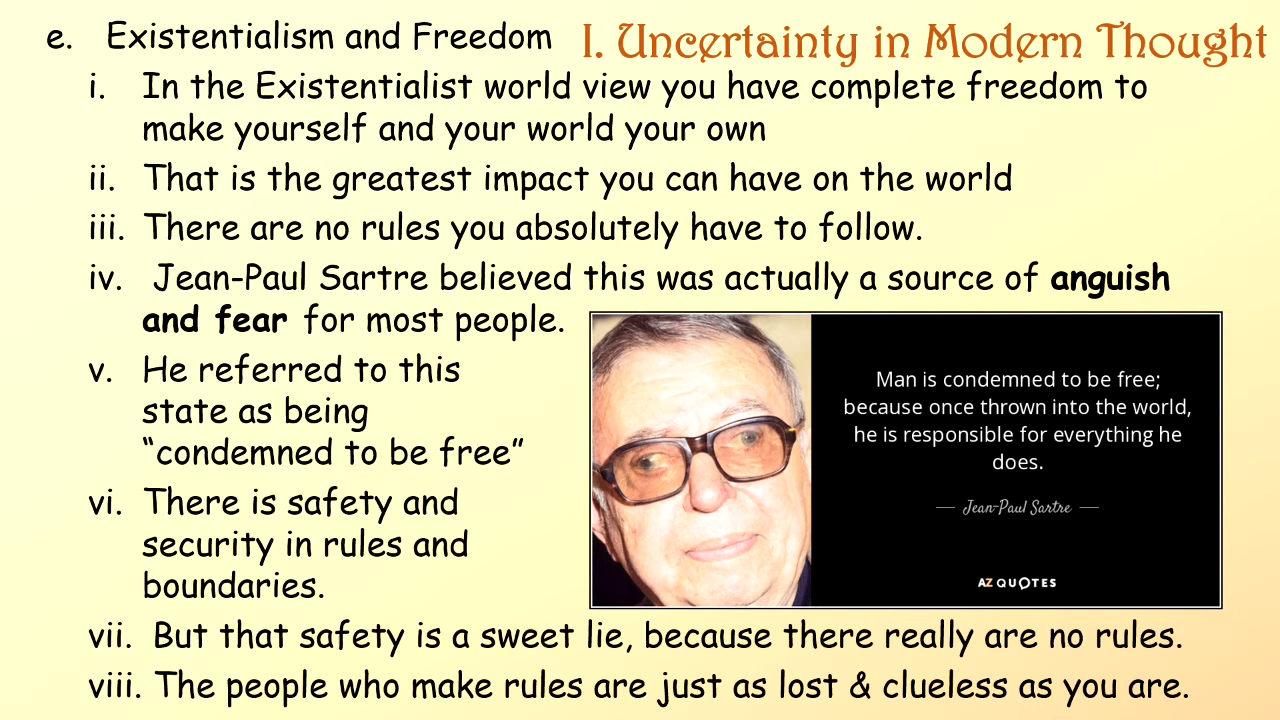 e. Existentialism and Freedom
I. Uncertainty in Modern Thought
i. In the Existentialist world view you have complete freedom to
make yourself and your world your own
ii. That is the greatest impact you can have on the world
iii. There are no rules you absolutely have to follow.
iv. Jean-Paul Sartre believed this was actually a source of anguish
and fear for most people.
v. He referred to this
state as being
“condemned to be free”
vi. There is safety and
security in rules and
boundaries.
Man is condemned to be free;
because once thrown into the world,
he is responsible for everything he
does.
— Jean-Paul Sartre —
AZ QUOTES
vii. But that safety is a sweet lie, because there really are no rules.
viii. The people who make rules are just as lost & clueless as you are.